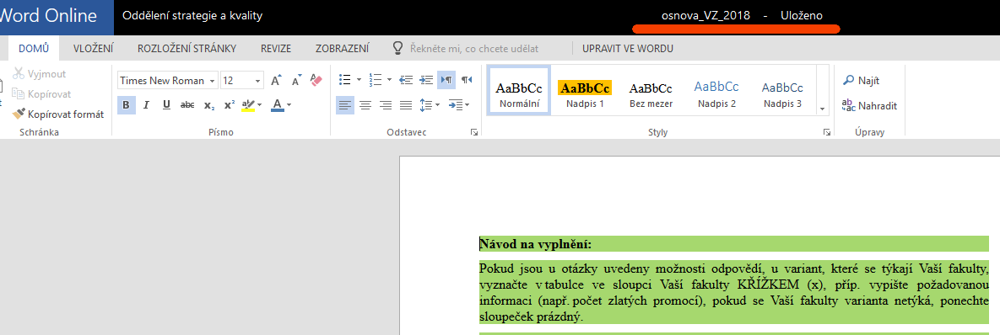 Word Online Oddělení strategie a kvality osnova_VZ_2018 - Uloženo
DOMŮ VLOŽENÍ ROZLOŽENÍ STRÁNKY REVIZE ZOBRAZENÍ Řekněte mi, co chcete udělat UPRAVIT VE WORDU
Vyjmout
Kopírovat
Kopírovat formát
Schránka
Times New Roman 12
B I U abc x₂ x²
Písmo
Odstavec
AaBbCc AaBbCc AaBbCc AaBbCc AaBbCc
Normální Nadpis 1 Bez mezer Nadpis 2 Nadpis 3
Styly
Najít
Nahradit
Úpravy
Návod na vyplnění:
Pokud jsou u otázky uvedeny možnosti odpovědí, u variant, které se týkají Vaší fakulty,
vyznačte v tabulce ve sloupci Vaší fakulty KŘÍŽKEM (x), příp. vypište požadovanou
informaci (např. počet zlatých promocí), pokud se Vaší fakulty varianta netýká, ponechte
sloupeček prázdný.